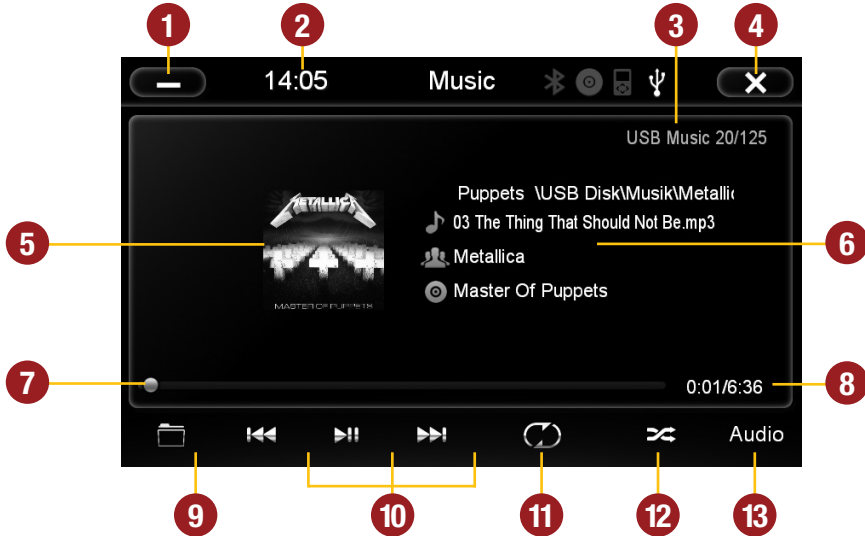 1 2 3 4
14:05 Music
USB Music 20/125
Puppets \USB Disk\Musik\Metallic
METALLICA
03 The Thing That Should Not Be.mp3
5 6
Metallica
Master Of Puppets
MASTER OF PUPPETS
7 8
0:01/6:36
Audio
9 10 11 12 13